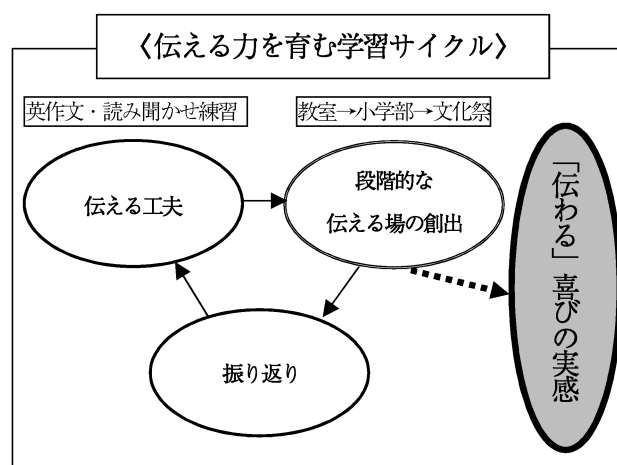 〈伝える力を育む学習サイクル〉
英作文・読み聞かせ練習
教室→小学部→文化祭
伝える工夫
段階的な
伝える場の創出
振り返り
「伝わる」喜びの実感